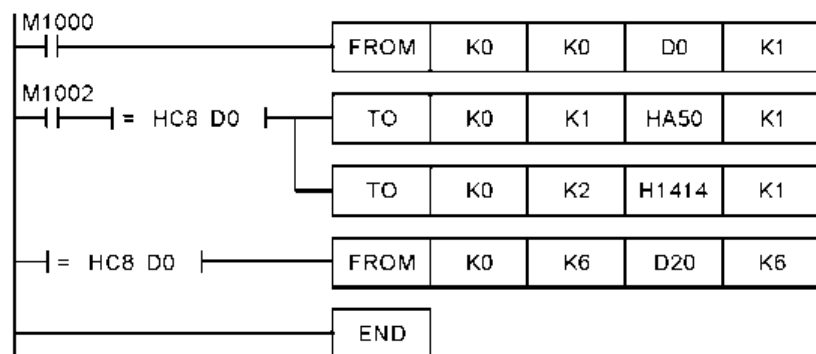 M1000
FROM K0 K0 D0 K1
M1002
= HC8 D0 TO K0 K1 HA50 K1
TO K0 K2 H1414 K1
= HC8 D0 FROM K0 K6 D20 K6
END